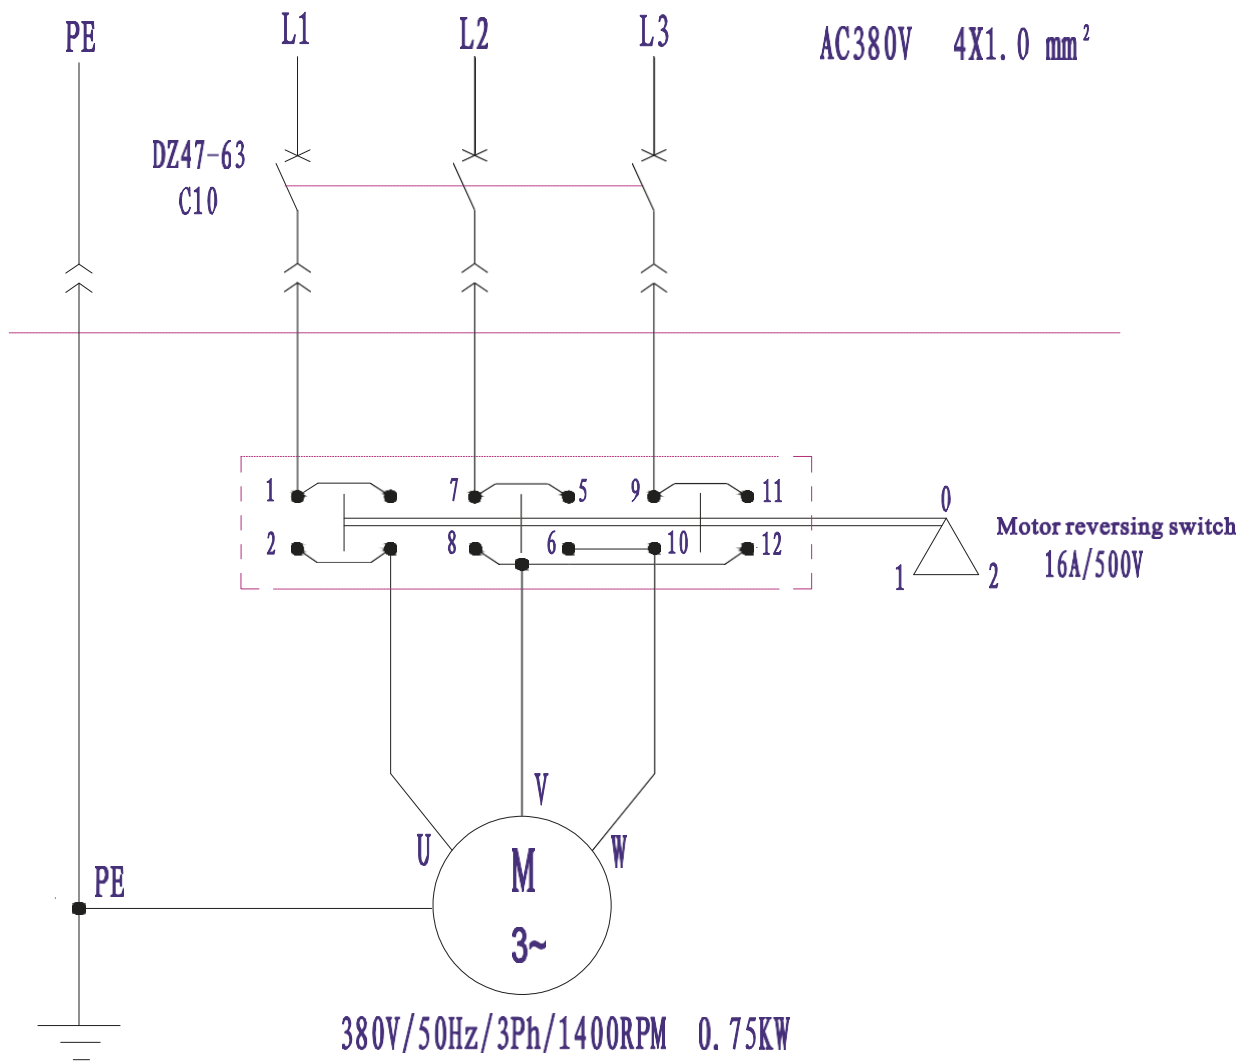 PE
L1
L2
L3
AC380V 4X1.0 mm²
DZ47-63
C10
1
7
5
9
11
2
8
6
10
12
0
1
2
Motor reversing switch
16A/500V
V
U
W
M
3~
PE
380V/50Hz/3Ph/1400RPM 0.75KW